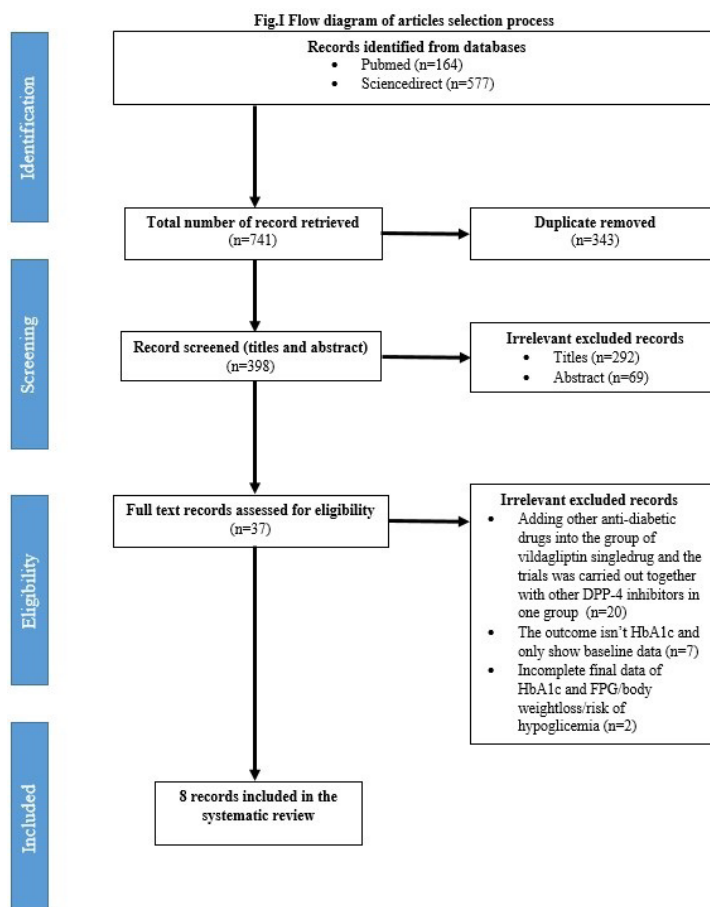 Fig.I Flow diagram of articles selection process
Identification
Records identified from databases
• Pubmed (n=164)
• Sciencedirect (n=577)
Total number of record retrieved
(n=741)
Duplicate removed
(n=343)
Screening
Record screened (titles and abstract)
(n=398)
Irrelevant excluded records
• Titles (n=292)
• Abstract (n=69)
Eligibility
Full text records assessed for eligibility
(n=37)
Irrelevant excluded records
• Adding other anti-diabetic
drugs into the group of
vildagliptin singledrug and the
trials was carried out together
with other DPP-4 inhibitors in
one group (n=20)
• The outcome isn’t HbA1c and
only show baseline data (n=7)
• Incomplete final data of
HbA1c and FPG/body
weightloss/risk of
hypoglicemia (n=2)
Included
8 records included in the
systematic review